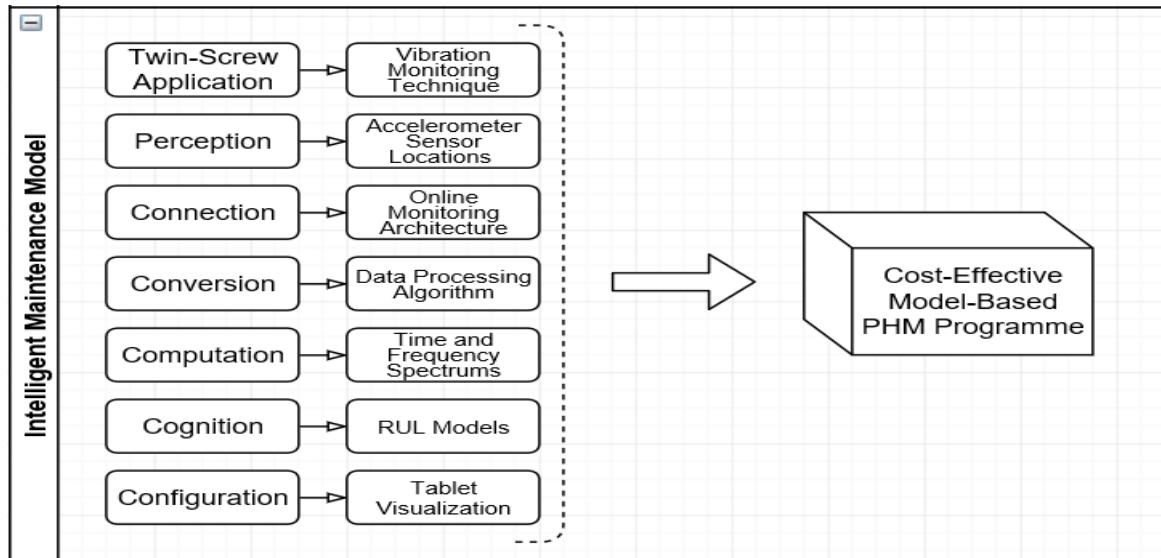 Intelligent Maintenance Model
Twin-Screw
Application
Vibration
Monitoring
Technique
Perception
Accelerometer
Sensor
Locations
Connection
Online
Monitoring
Architecture
Conversion
Data Processing
Algorithm
Computation
Time and
Frequency
Spectrums
Cognition
RUL Models
Configuration
Tablet
Visualization
Cost-Effective
Model-Based
PHM Programme